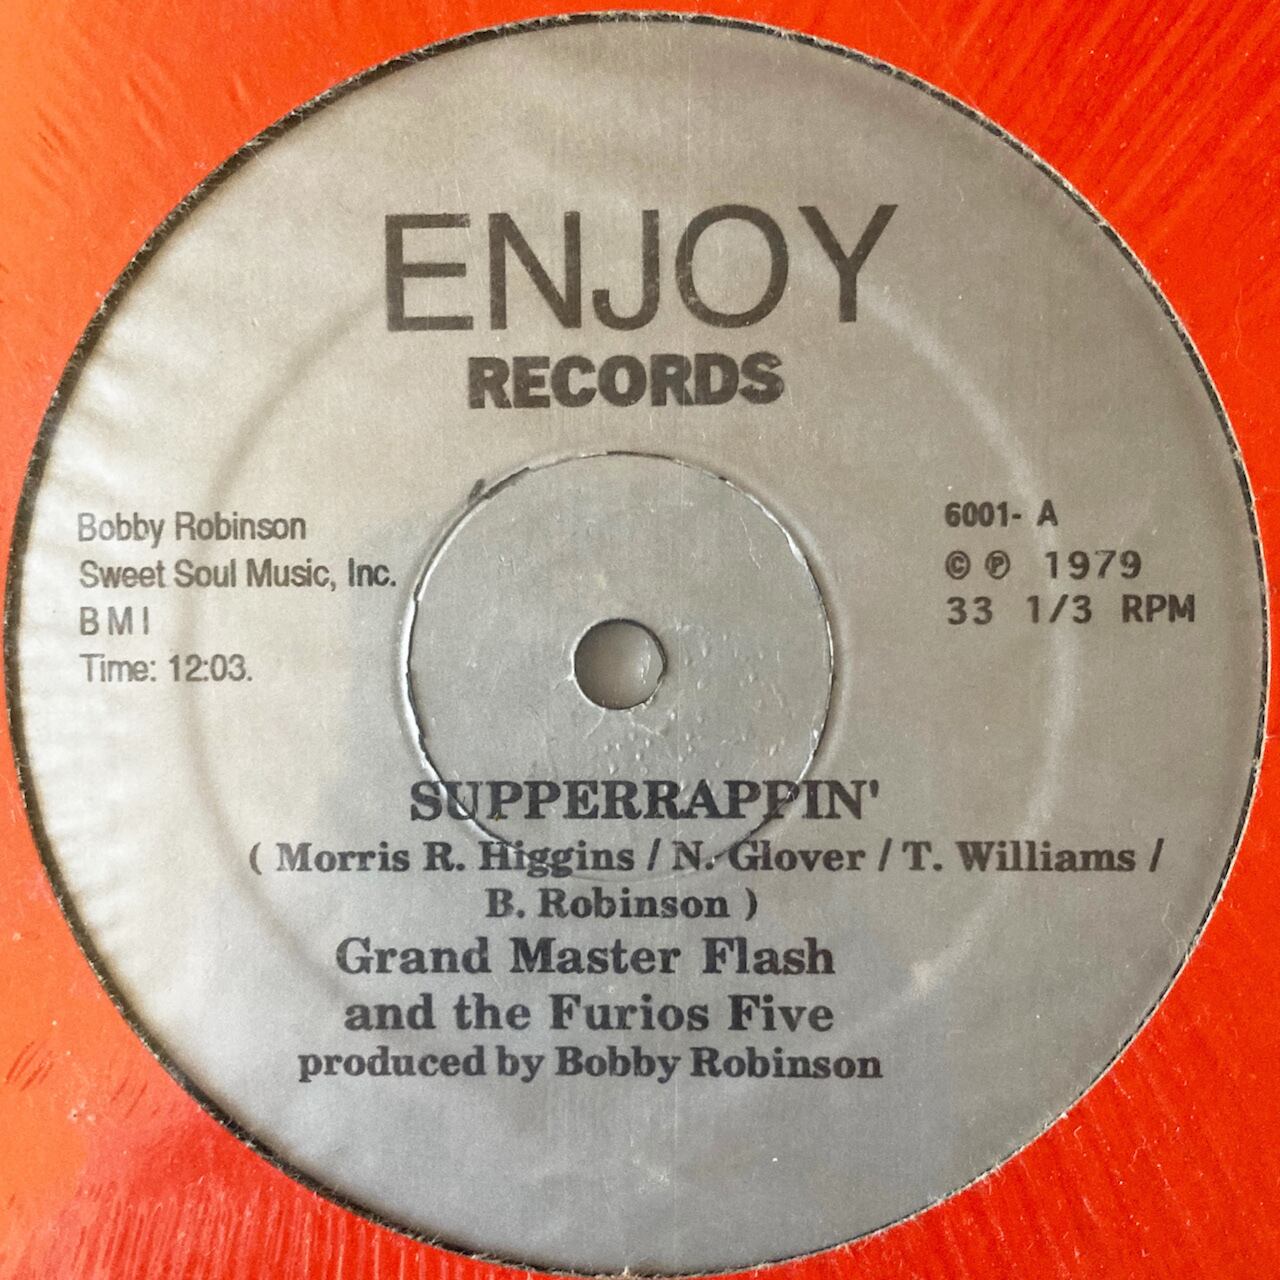 ENJOY
RECORDS
Bobby Robinson
Sweet Soul Music, Inc.
B M I
Time: 12:03.
6001- A
© ℗ 1979
33 1/3 RPM
SUPPERRAPPIN'
( Morris R. Higgins / N. Glover / T. Williams /
B. Robinson )
Grand Master Flash
and the Furios Five
produced by Bobby Robinson